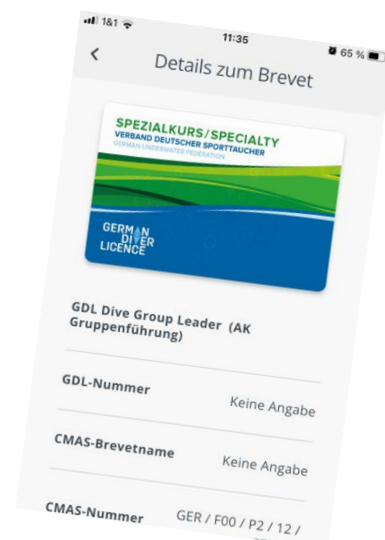 1&1
11:35
65 %
Details zum Brevet
SPEZIALKURS/SPECIALTY
VERBAND DEUTSCHER SPORTTAUCHER
GERMAN UNDERWATER FEDERATION
GERMAN
DIVER
LICENCE
GDL Dive Group Leader (AK
Gruppenführung)
GDL-Nummer
Keine Angabe
CMAS-Brevetname
Keine Angabe
CMAS-Nummer
GER / F00 / P2 / 12 /